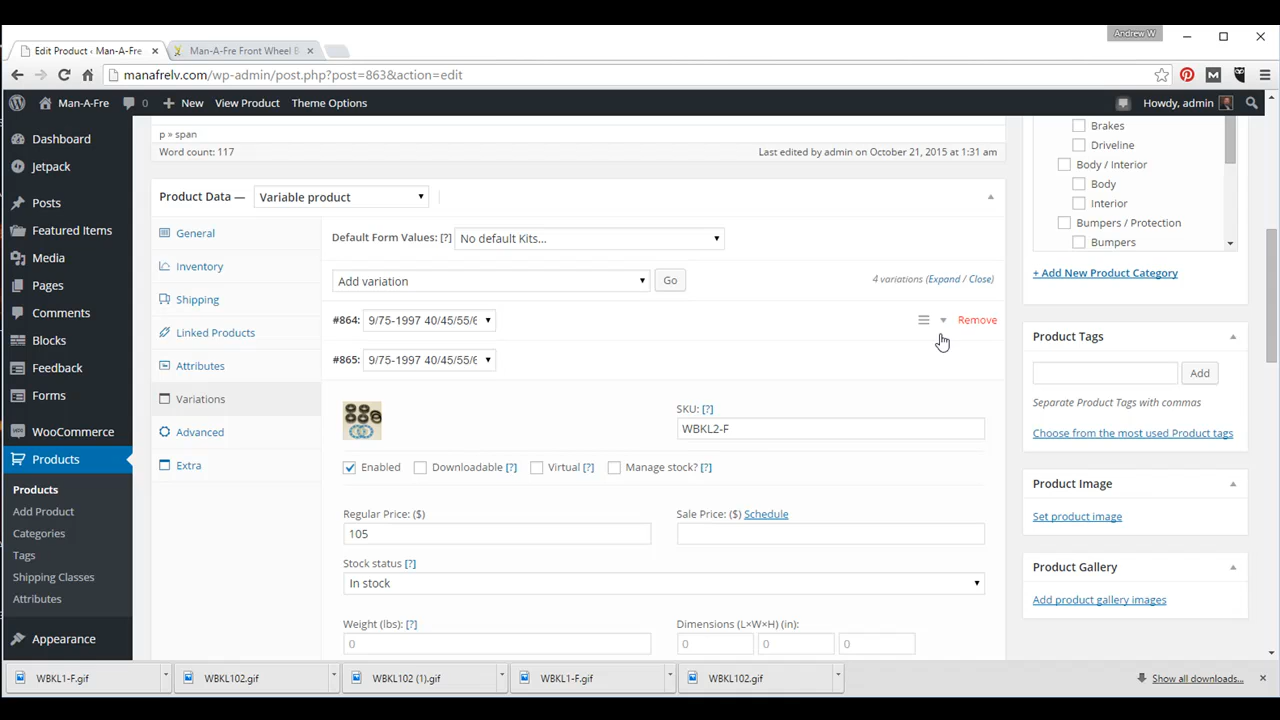 Andrew W
Edit Product ‹ Man-A-Fre
Man-A-Fre Front Wheel B
manafrelv.com/wp-admin/post.php?post=863&action=edit
Man-A-Fre 0 New View Product Theme Options Howdy, admin
Dashboard
Jetpack
Posts
Featured Items
Media
Pages
Comments
Blocks
Feedback
Forms
WooCommerce
Products
Products
Add Product
Categories
Tags
Shipping Classes
Attributes
Appearance
p » span
Word count: 117 Last edited by admin on October 21, 2015 at 1:31 am
Product Data — Variable product
General
Inventory
Shipping
Linked Products
Attributes
Variations
Advanced
Extra
Default Form Values: [?] No default Kits...
Add variation Go 4 variations (Expand / Close)
#864: 9/75-1997 40/45/55/6 Remove
#865: 9/75-1997 40/45/55/6
SKU: [?]
WBKL2-F
Enabled Downloadable [?] Virtual [?] Manage stock? [?]
Regular Price: ($) Sale Price: ($) Schedule
105
Stock status [?]
In stock
Weight (lbs): [?] Dimensions (L×W×H) (in):
0 0 0 0
Brakes
Driveline
Body / Interior
Body
Interior
Bumpers / Protection
Bumpers
+ Add New Product Category
Product Tags
Add
Separate Product Tags with commas
Choose from the most used Product tags
Product Image
Set product image
Product Gallery
Add product gallery images
WBKL1-F.gif WBKL102.gif WBKL102 (1).gif WBKL1-F.gif WBKL102.gif Show all downloads...